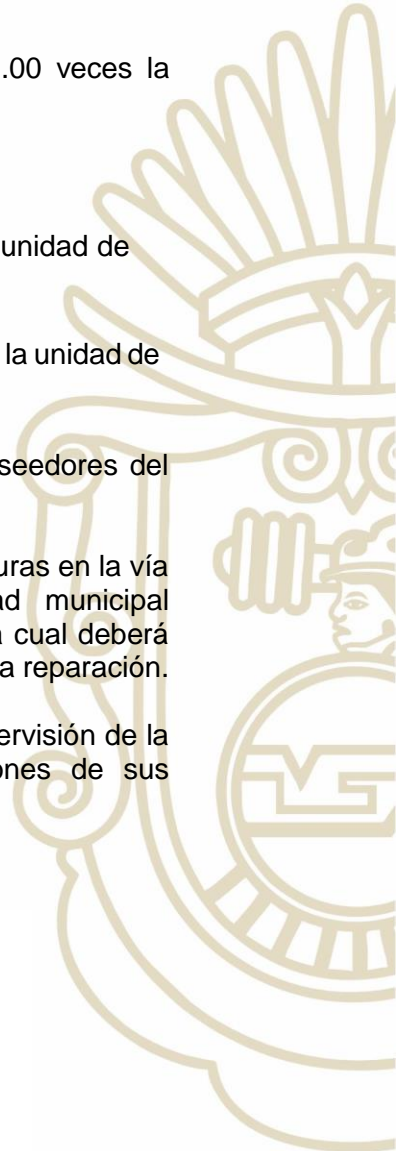 .00 veces la
unidad de
la unidad de
seedores del
uras en la vía
ad municipal
a cual deberá
a reparación.
ervisión de la
ones de sus